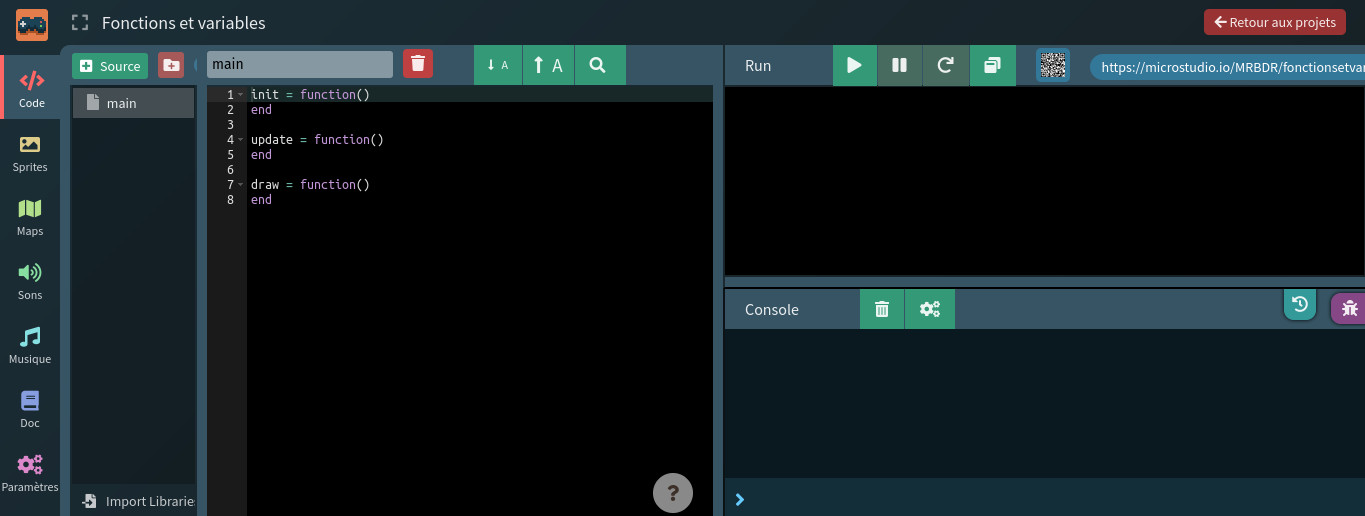 Fonctions et variables
Retour aux projets
Code
Sprites
Maps
Sons
Musique
Doc
Paramètres
Source
main
Import Librarie
main
A
A
1 init = function()
2 end
3
4 update = function()
5 end
6
7 draw = function()
8 end
?
Run
https://microstudio.io/MRBDR/fonctionsetva
Console